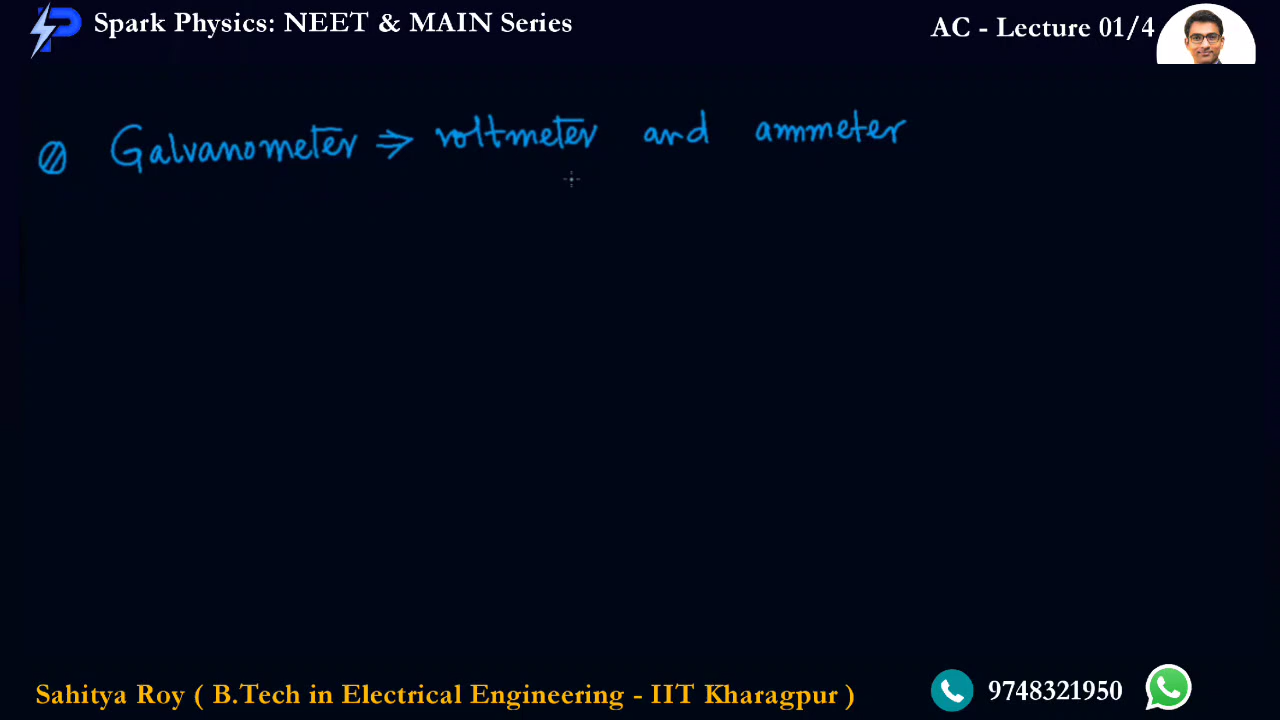 Spark Physics: NEET & MAIN Series
AC - Lecture 01/4
Galvanometer ⇒ voltmeter and ammeter
Sahitya Roy ( B.Tech in Electrical Engineering - IIT Kharagpur )
9748321950